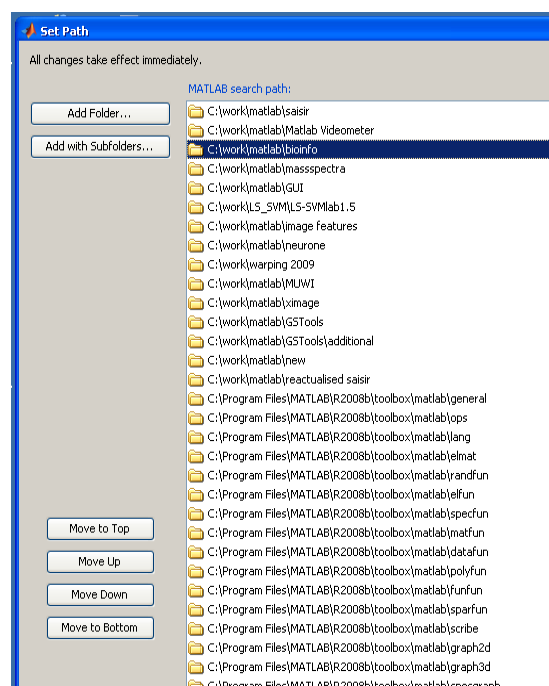 Set Path
All changes take effect immediately.
MATLAB search path:
Add Folder...
Add with Subfolders...
C:\work\matlab\saisir
C:\work\matlab\Matlab Videometer
C:\work\matlab\bioinfo
C:\work\matlab\massspectra
C:\work\matlab\GUI
C:\work\LS_SVM\LS-SVMlab1.5
C:\work\matlab\image features
C:\work\matlab\neurone
C:\work\warping 2009
C:\work\matlab\MUWI
C:\work\matlab\ximage
C:\work\matlab\GSTools
C:\work\matlab\GSTools\additional
C:\work\matlab\new
C:\work\matlab\reactualised saisir
C:\Program Files\MATLAB\R2008b\toolbox\matlab\general
C:\Program Files\MATLAB\R2008b\toolbox\matlab\ops
C:\Program Files\MATLAB\R2008b\toolbox\matlab\lang
C:\Program Files\MATLAB\R2008b\toolbox\matlab\elmat
C:\Program Files\MATLAB\R2008b\toolbox\matlab\randfun
C:\Program Files\MATLAB\R2008b\toolbox\matlab\elfun
C:\Program Files\MATLAB\R2008b\toolbox\matlab\specfun
C:\Program Files\MATLAB\R2008b\toolbox\matlab\matfun
C:\Program Files\MATLAB\R2008b\toolbox\matlab\datafun
C:\Program Files\MATLAB\R2008b\toolbox\matlab\polyfun
C:\Program Files\MATLAB\R2008b\toolbox\matlab\funfun
C:\Program Files\MATLAB\R2008b\toolbox\matlab\sparfun
C:\Program Files\MATLAB\R2008b\toolbox\matlab\scribe
C:\Program Files\MATLAB\R2008b\toolbox\matlab\graph2d
C:\Program Files\MATLAB\R2008b\toolbox\matlab\graph3d
C:\Program Files\MATLAB\R2008b\toolbox\matlab\specgraph
Move to Top
Move Up
Move Down
Move to Bottom